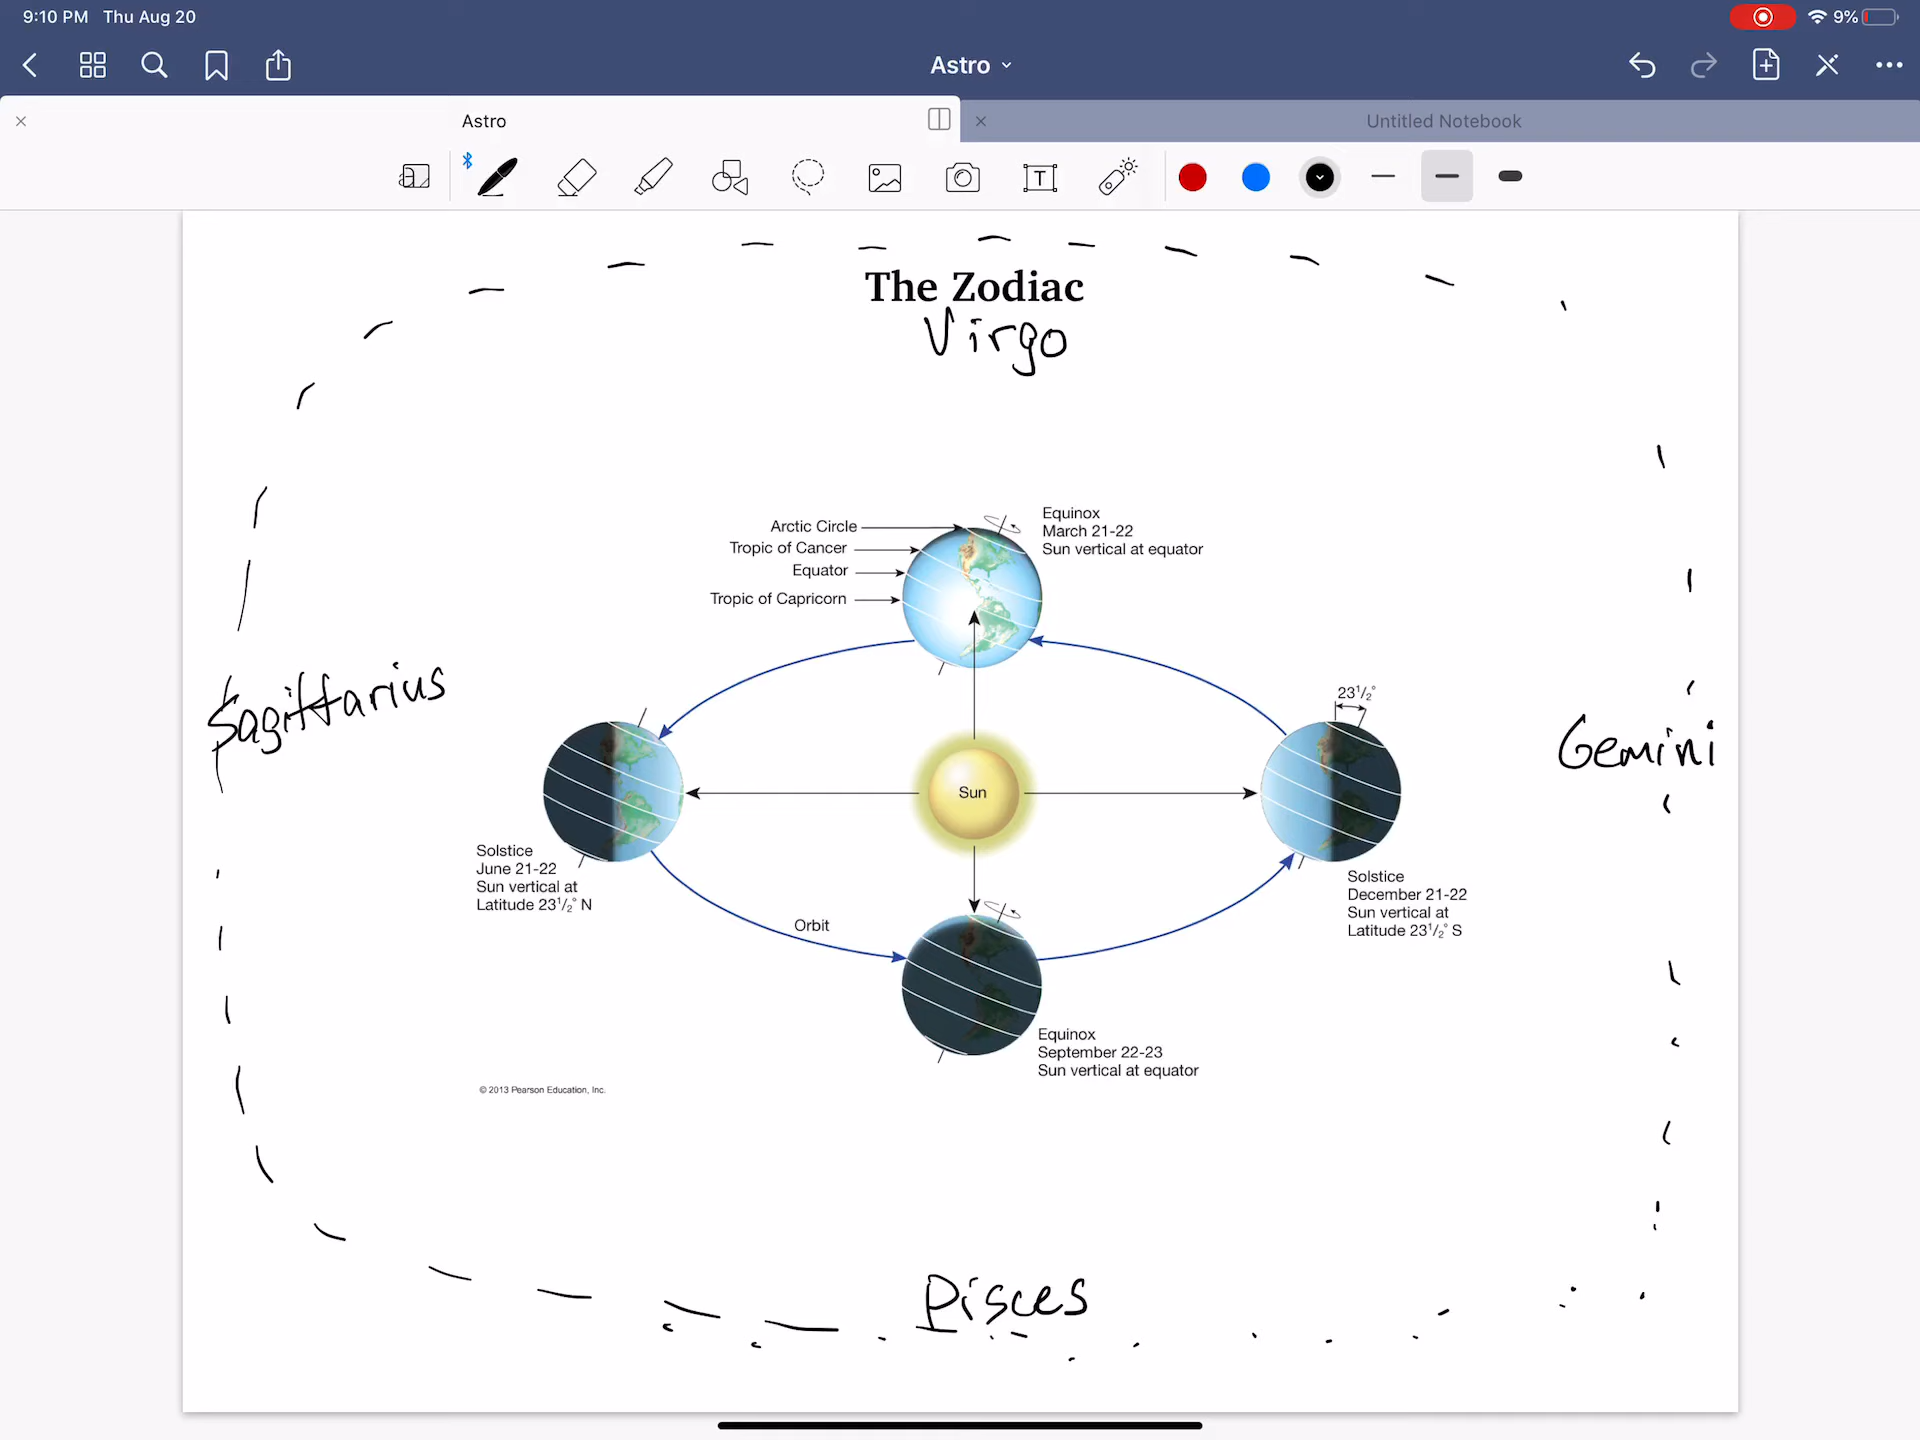 9:10 PM Thu Aug 20
9%
Astro
Astro
Untitled Notebook
T
The Zodiac
Virgo
Equinox
March 21-22
Sun vertical at equator
Arctic Circle
Tropic of Cancer
Equator
Tropic of Capricorn
Sagittarius
23½°
Gemini
Sun
Solstice
June 21-22
Sun vertical at
Latitude 23½° N
Solstice
December 21-22
Sun vertical at
Latitude 23½° S
Orbit
Equinox
September 22-23
Sun vertical at equator
© 2013 Pearson Education, Inc.
Pisces